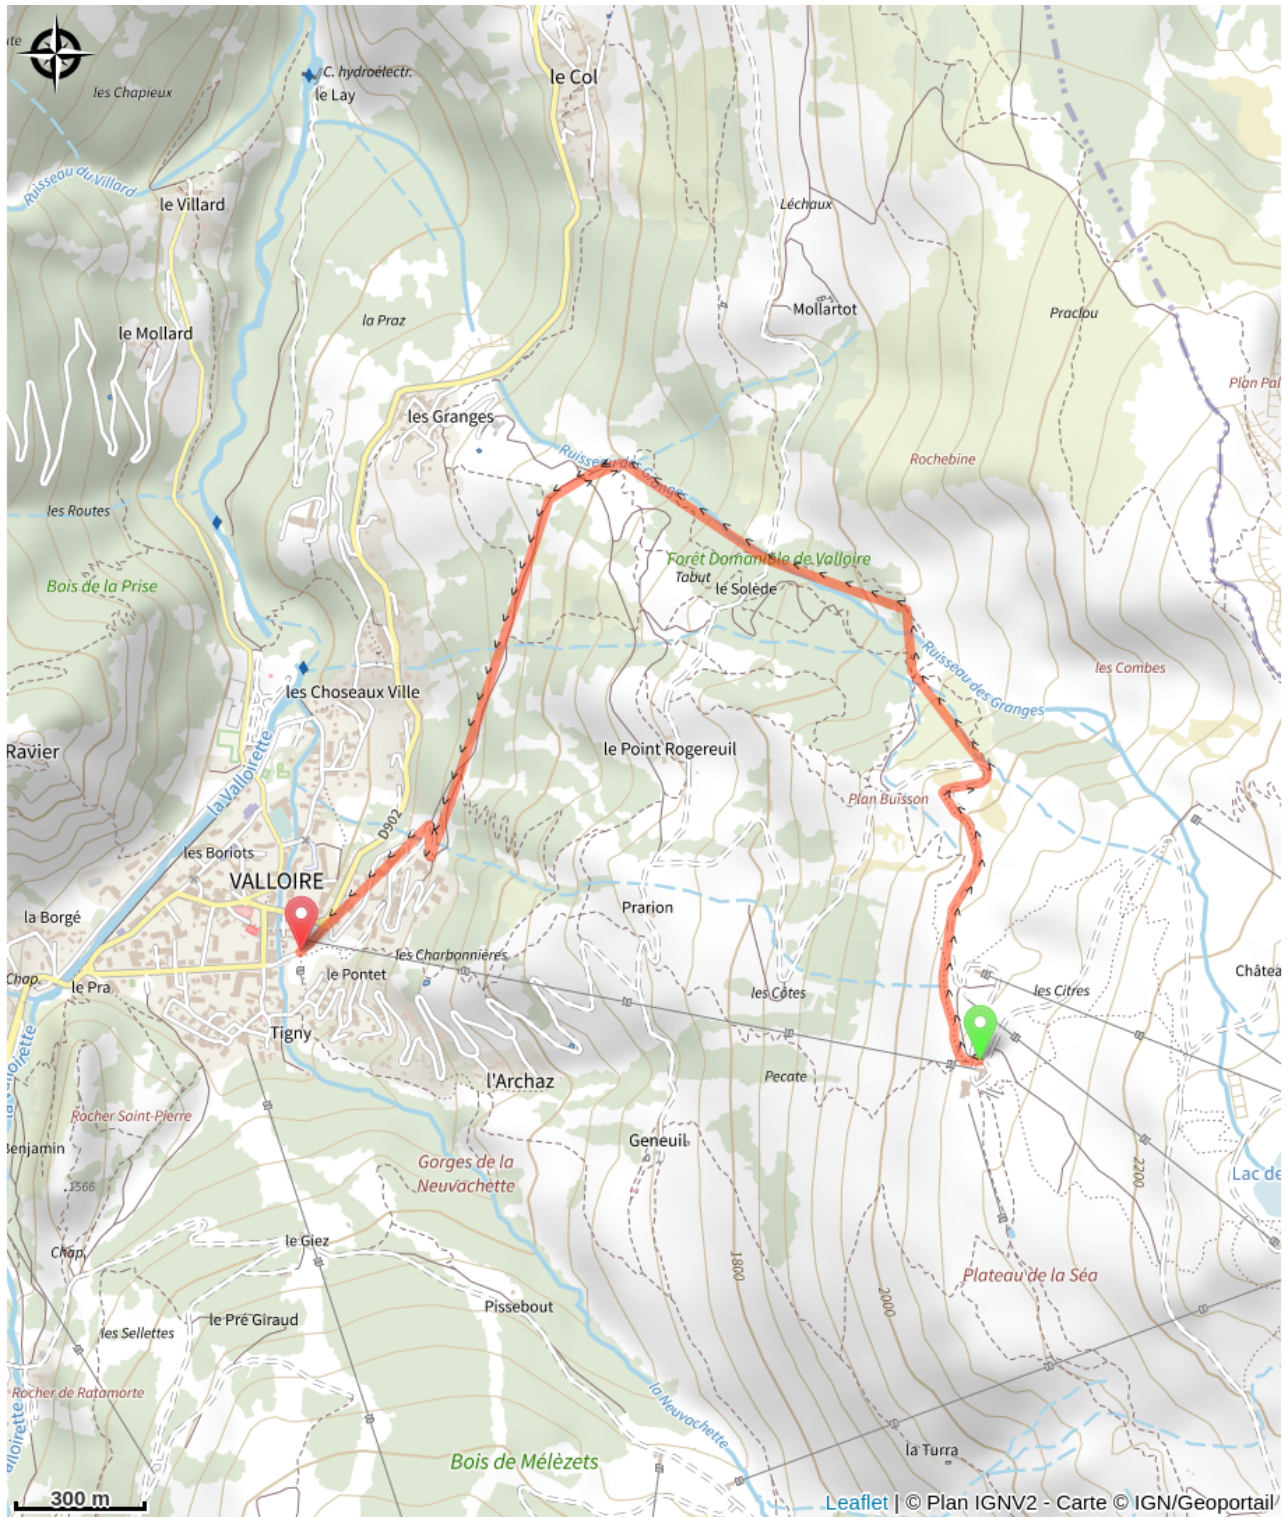 le Col
C. hydroélectr.
le Lay
les Chapieux
Ruisseau du Villard
le Villard
Léchaux
le Mollard
la Praz
Mollartot
Praclou
Plan Pal
les Granges
Ruisseau des Granges
Rochebine
les Routes
Bois de la Prise
Forêt Domaniale de Valloire
Tabut
le Solède
Ruisseau des Granges
les Combes
les Choseaux Ville
Ravier
la Valloirette
le Point Rogereuil
Plan Buisson
D902
les Boriots
VALLOIRE
la Borgé
Prarion
les Charbonnières
Chap.
le Pra
le Pontet
les Côtes
les Citres
Châtea
Tigny
l'Archaz
Pecate
Rocher Saint-Pierre
Benjamin
Geneuil
Gorges de la
Neuvachette
1566
2200
Lac de
Chap.
le Giez
1800
Plateau de la Séa
2000
Pissebout
le Pré Giraud
les Sellettes
Rocher de Ratamorte
la Neuvachette
Bois de Mélèzets
la Turra
300 m
Leaflet | © Plan IGNV2 - Carte © IGN/Geoportail